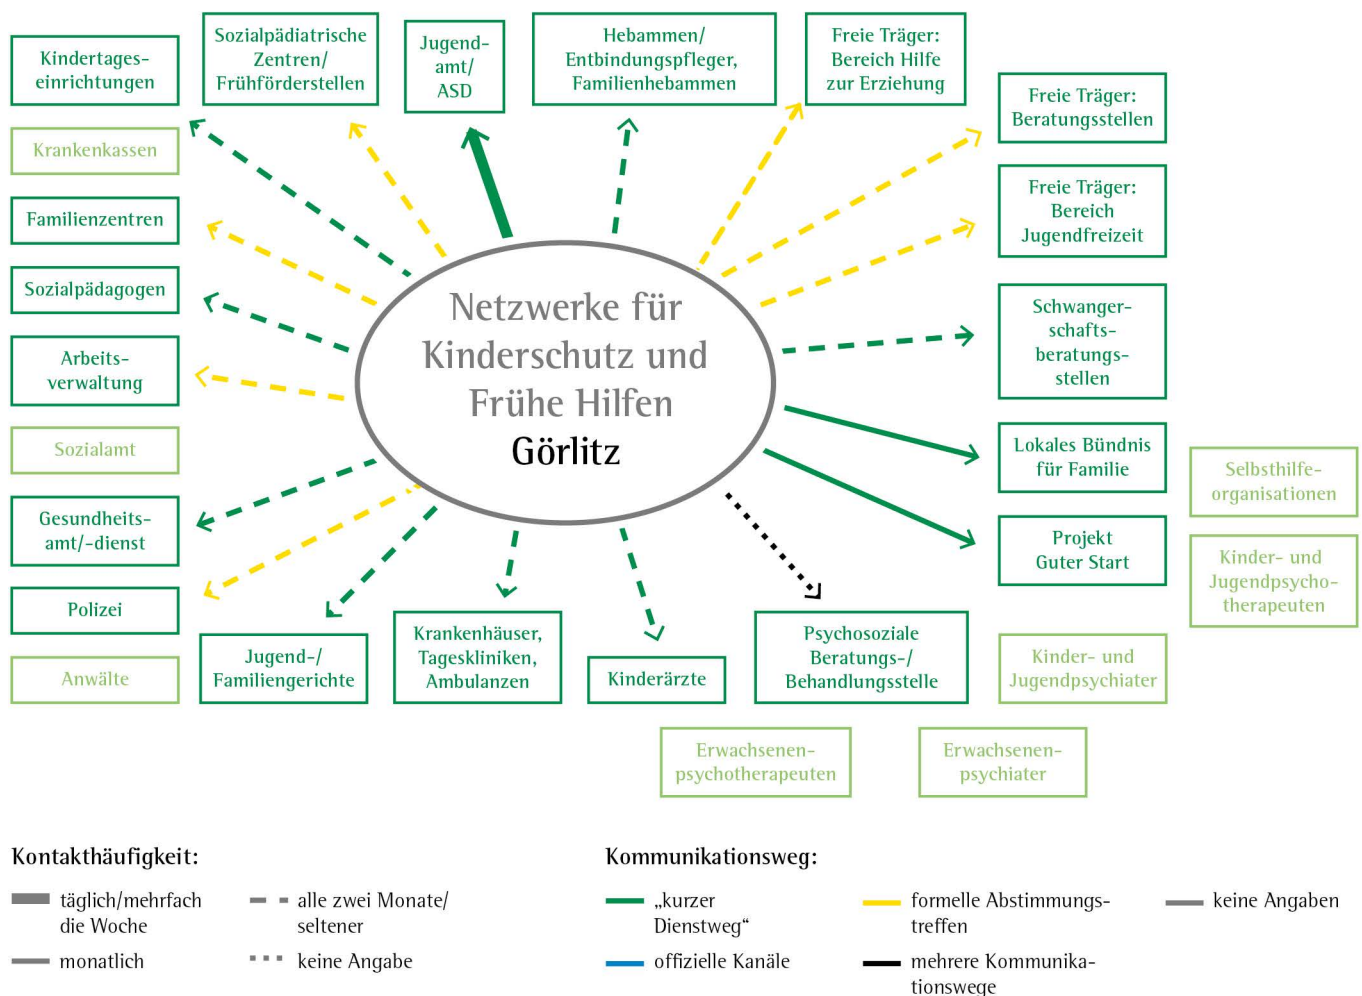 Kindertages-
einrichtungen
Sozialpädiatrische
Zentren/
Frühförderstellen
Jugend-
amt/
ASD
Hebammen/
Entbindungspfleger,
Familienhebammen
Freie Träger:
Bereich Hilfe
zur Erziehung
Freie Träger:
Beratungsstellen
Krankenkassen
Familienzentren
Freie Träger:
Bereich
Jugendfreizeit
Sozialpädagogen
Arbeits-
verwaltung
Netzwerke für
Kinderschutz und
Frühe Hilfen
Görlitz
Schwanger-
schafts-
beratungs-
stellen
Sozialamt
Lokales Bündnis
für Familie
Selbsthilfe-
organisationen
Gesundheits-
amt/-dienst
Projekt
Guter Start
Kinder- und
Jugendpsycho-
therapeuten
Polizei
Anwälte
Jugend-/
Familiengerichte
Krankenhäuser,
Tageskliniken,
Ambulanzen
Kinderärzte
Psychosoziale
Beratungs-/
Behandlungsstelle
Kinder- und
Jugendpsychiater
Erwachsenen-
psychotherapeuten
Erwachsenen-
psychiater
Kontakthäufigkeit:
täglich/mehrfach
die Woche
monatlich
alle zwei Monate/
seltener
keine Angabe
Kommunikationsweg:
„kurzer
Dienstweg“
offizielle Kanäle
formelle Abstimmungs-
treffen
mehrere Kommunika-
tionswege
keine Angaben